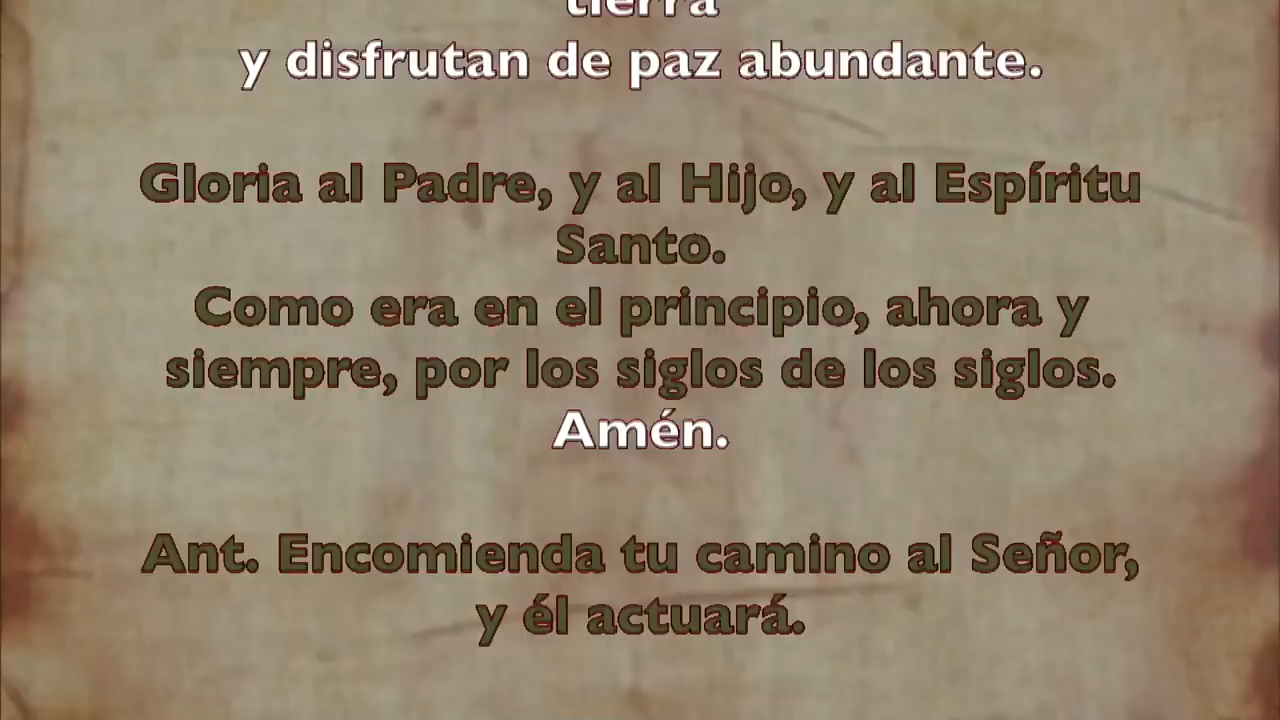 tierra
y disfrutan de paz abundante.
Gloria al Padre, y al Hijo, y al Espíritu
Santo.
Como era en el principio, ahora y
siempre, por los siglos de los siglos.
Amén.
Ant. Encomienda tu camino al Señor,
y él actuará.